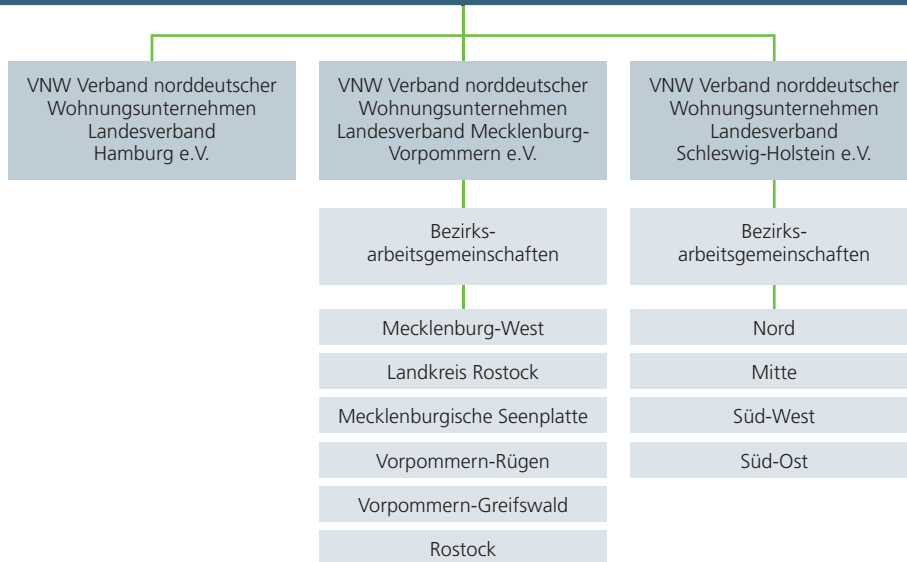 VNW Verband norddeutscher
Wohnungsunternehmen
Landesverband
Hamburg e.V.
VNW Verband norddeutscher
Wohnungsunternehmen
Landesverband Mecklenburg-
Vorpommern e.V.
VNW Verband norddeutscher
Wohnungsunternehmen
Landesverband
Schleswig-Holstein e.V.
Bezirks-
arbeitsgemeinschaften
Mecklenburg-West
Landkreis Rostock
Mecklenburgische Seenplatte
Vorpommern-Rügen
Vorpommern-Greifswald
Rostock
Bezirks-
arbeitsgemeinschaften
Nord
Mitte
Süd-West
Süd-Ost